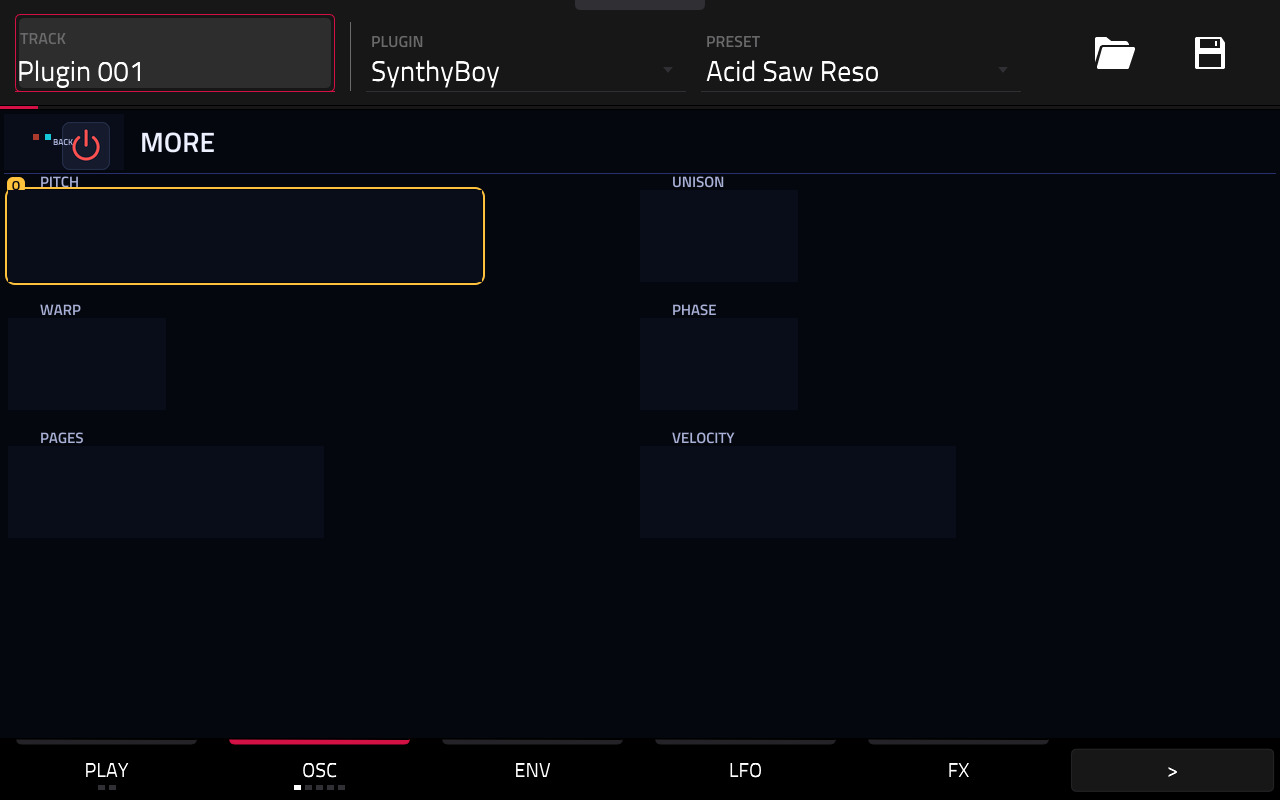 TRACK
Plugin 001
PLUGIN
SynthyBoy
PRESET
Acid Saw Reso
BACK
MORE
0
PITCH
UNISON
WARP
PHASE
PAGES
VELOCITY
PLAY
OSC
ENV
LFO
FX
>